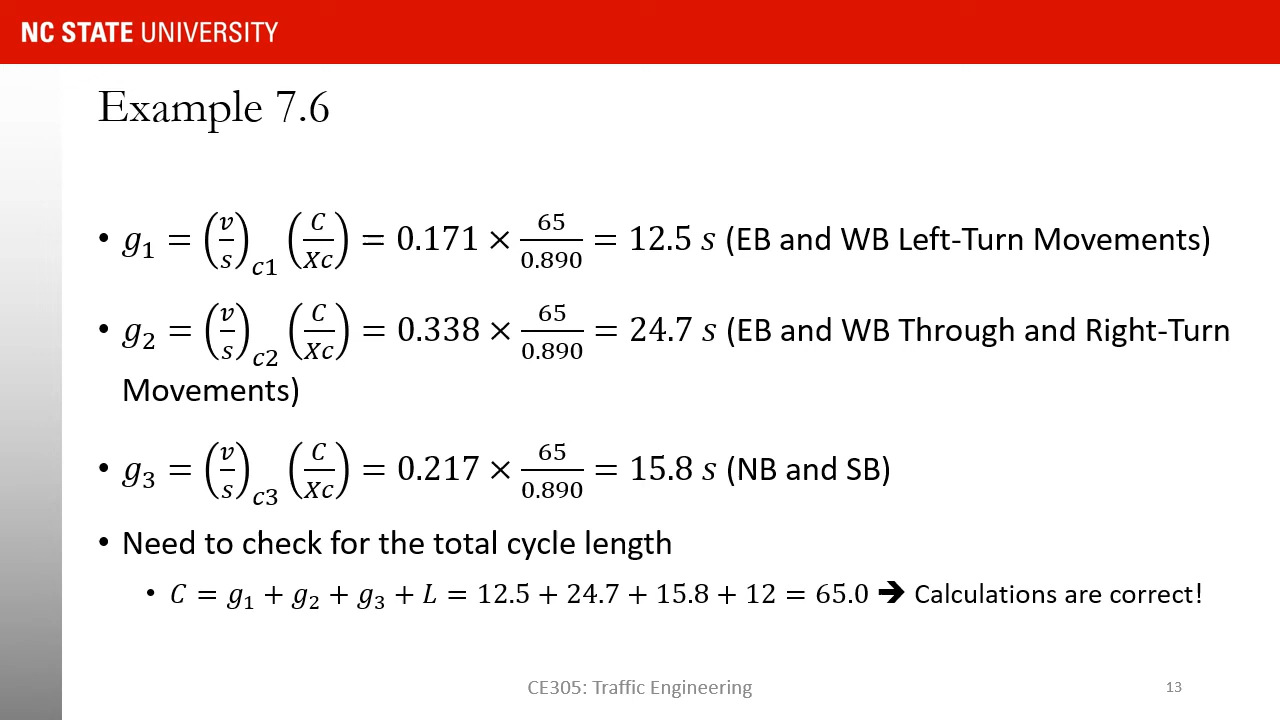 NC STATE UNIVERSITY
Example 7.6
• g₁ = (v/s)c1 (C/Xc) = 0.171 × 65/0.890 = 12.5 s (EB and WB Left-Turn Movements)
• g₂ = (v/s)c2 (C/Xc) = 0.338 × 65/0.890 = 24.7 s (EB and WB Through and Right-Turn
Movements)
• g₃ = (v/s)c3 (C/Xc) = 0.217 × 65/0.890 = 15.8 s (NB and SB)
• Need to check for the total cycle length
• C = g₁ + g₂ + g₃ + L = 12.5 + 24.7 + 15.8 + 12 = 65.0 ➔ Calculations are correct!
CE305: Traffic Engineering
13